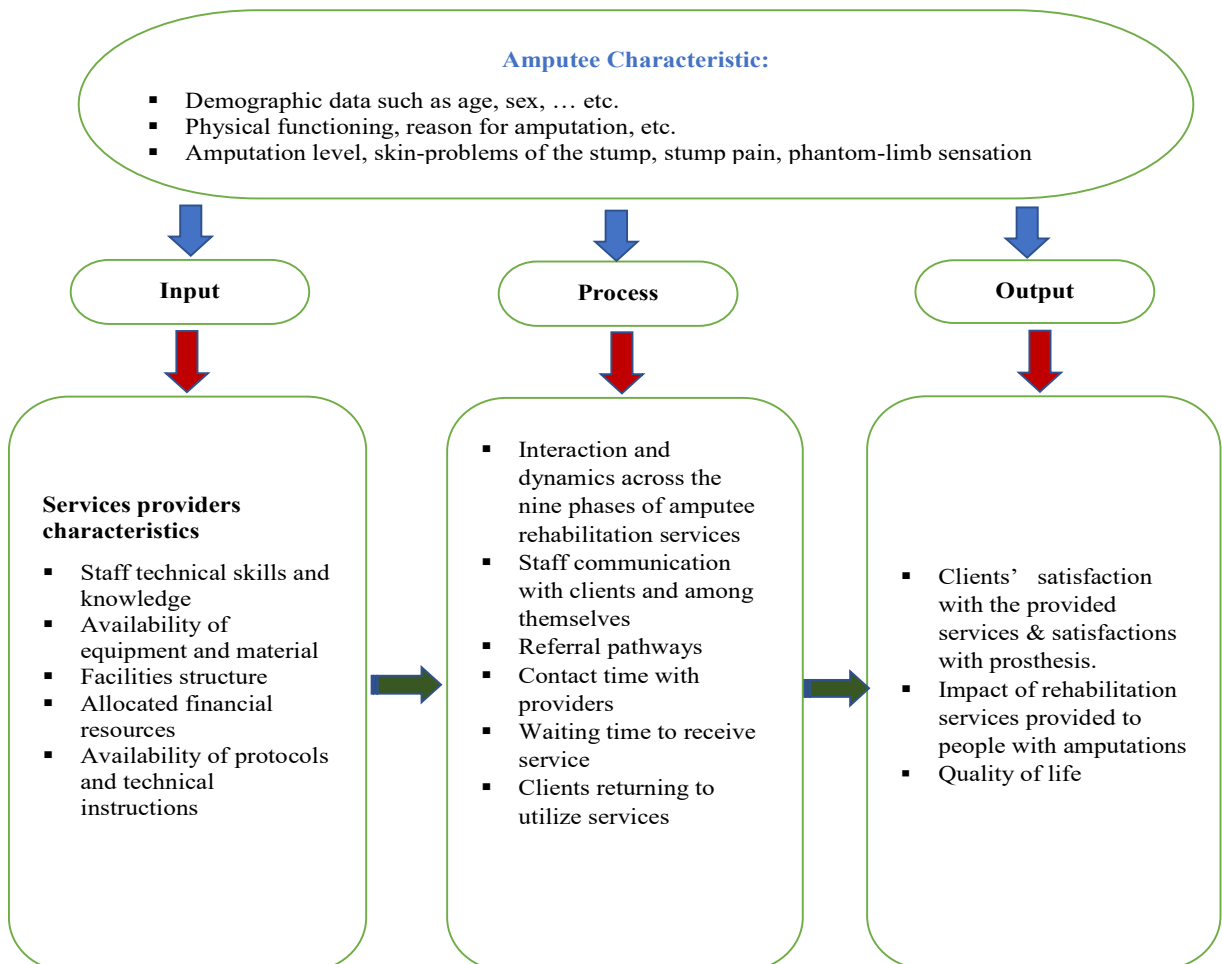 Amputee Characteristic:
▪ Demographic data such as age, sex, … etc.
▪ Physical functioning, reason for amputation, etc.
▪ Amputation level, skin-problems of the stump, stump pain, phantom-limb sensation
Input
Process
Output
Services providers
characteristics
▪ Staff technical skills and
knowledge
▪ Availability of
equipment and material
▪ Facilities structure
▪ Allocated financial
resources
▪ Availability of protocols
and technical
instructions
▪ Interaction and
dynamics across the
nine phases of amputee
rehabilitation services
▪ Staff communication
with clients and among
themselves
▪ Referral pathways
▪ Contact time with
providers
▪ Waiting time to receive
service
▪ Clients returning to
utilize services
▪ Clients’ satisfaction
with the provided
services & satisfactions
with prosthesis.
▪ Impact of rehabilitation
services provided to
people with amputations
▪ Quality of life